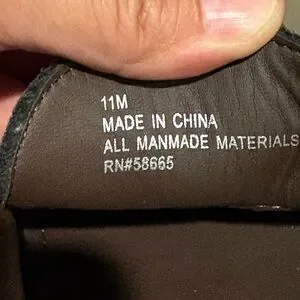 11M
MADE IN CHINA
ALL MANMADE MATERIALS
RN#58665